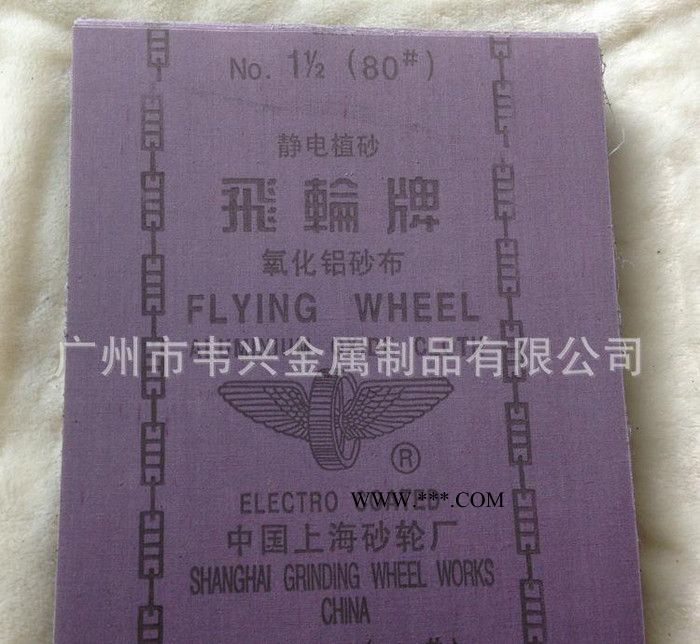 No. 1½ (80#)
静电植砂
飛輪牌
氧化铝砂布
FLYING WHEEL
广州市韦兴金属制品有限公司
®
ELECTRO COATED
WWW.***.COM
中国上海砂轮厂
SHANGHAI GRINDING WHEEL WORKS
CHINA